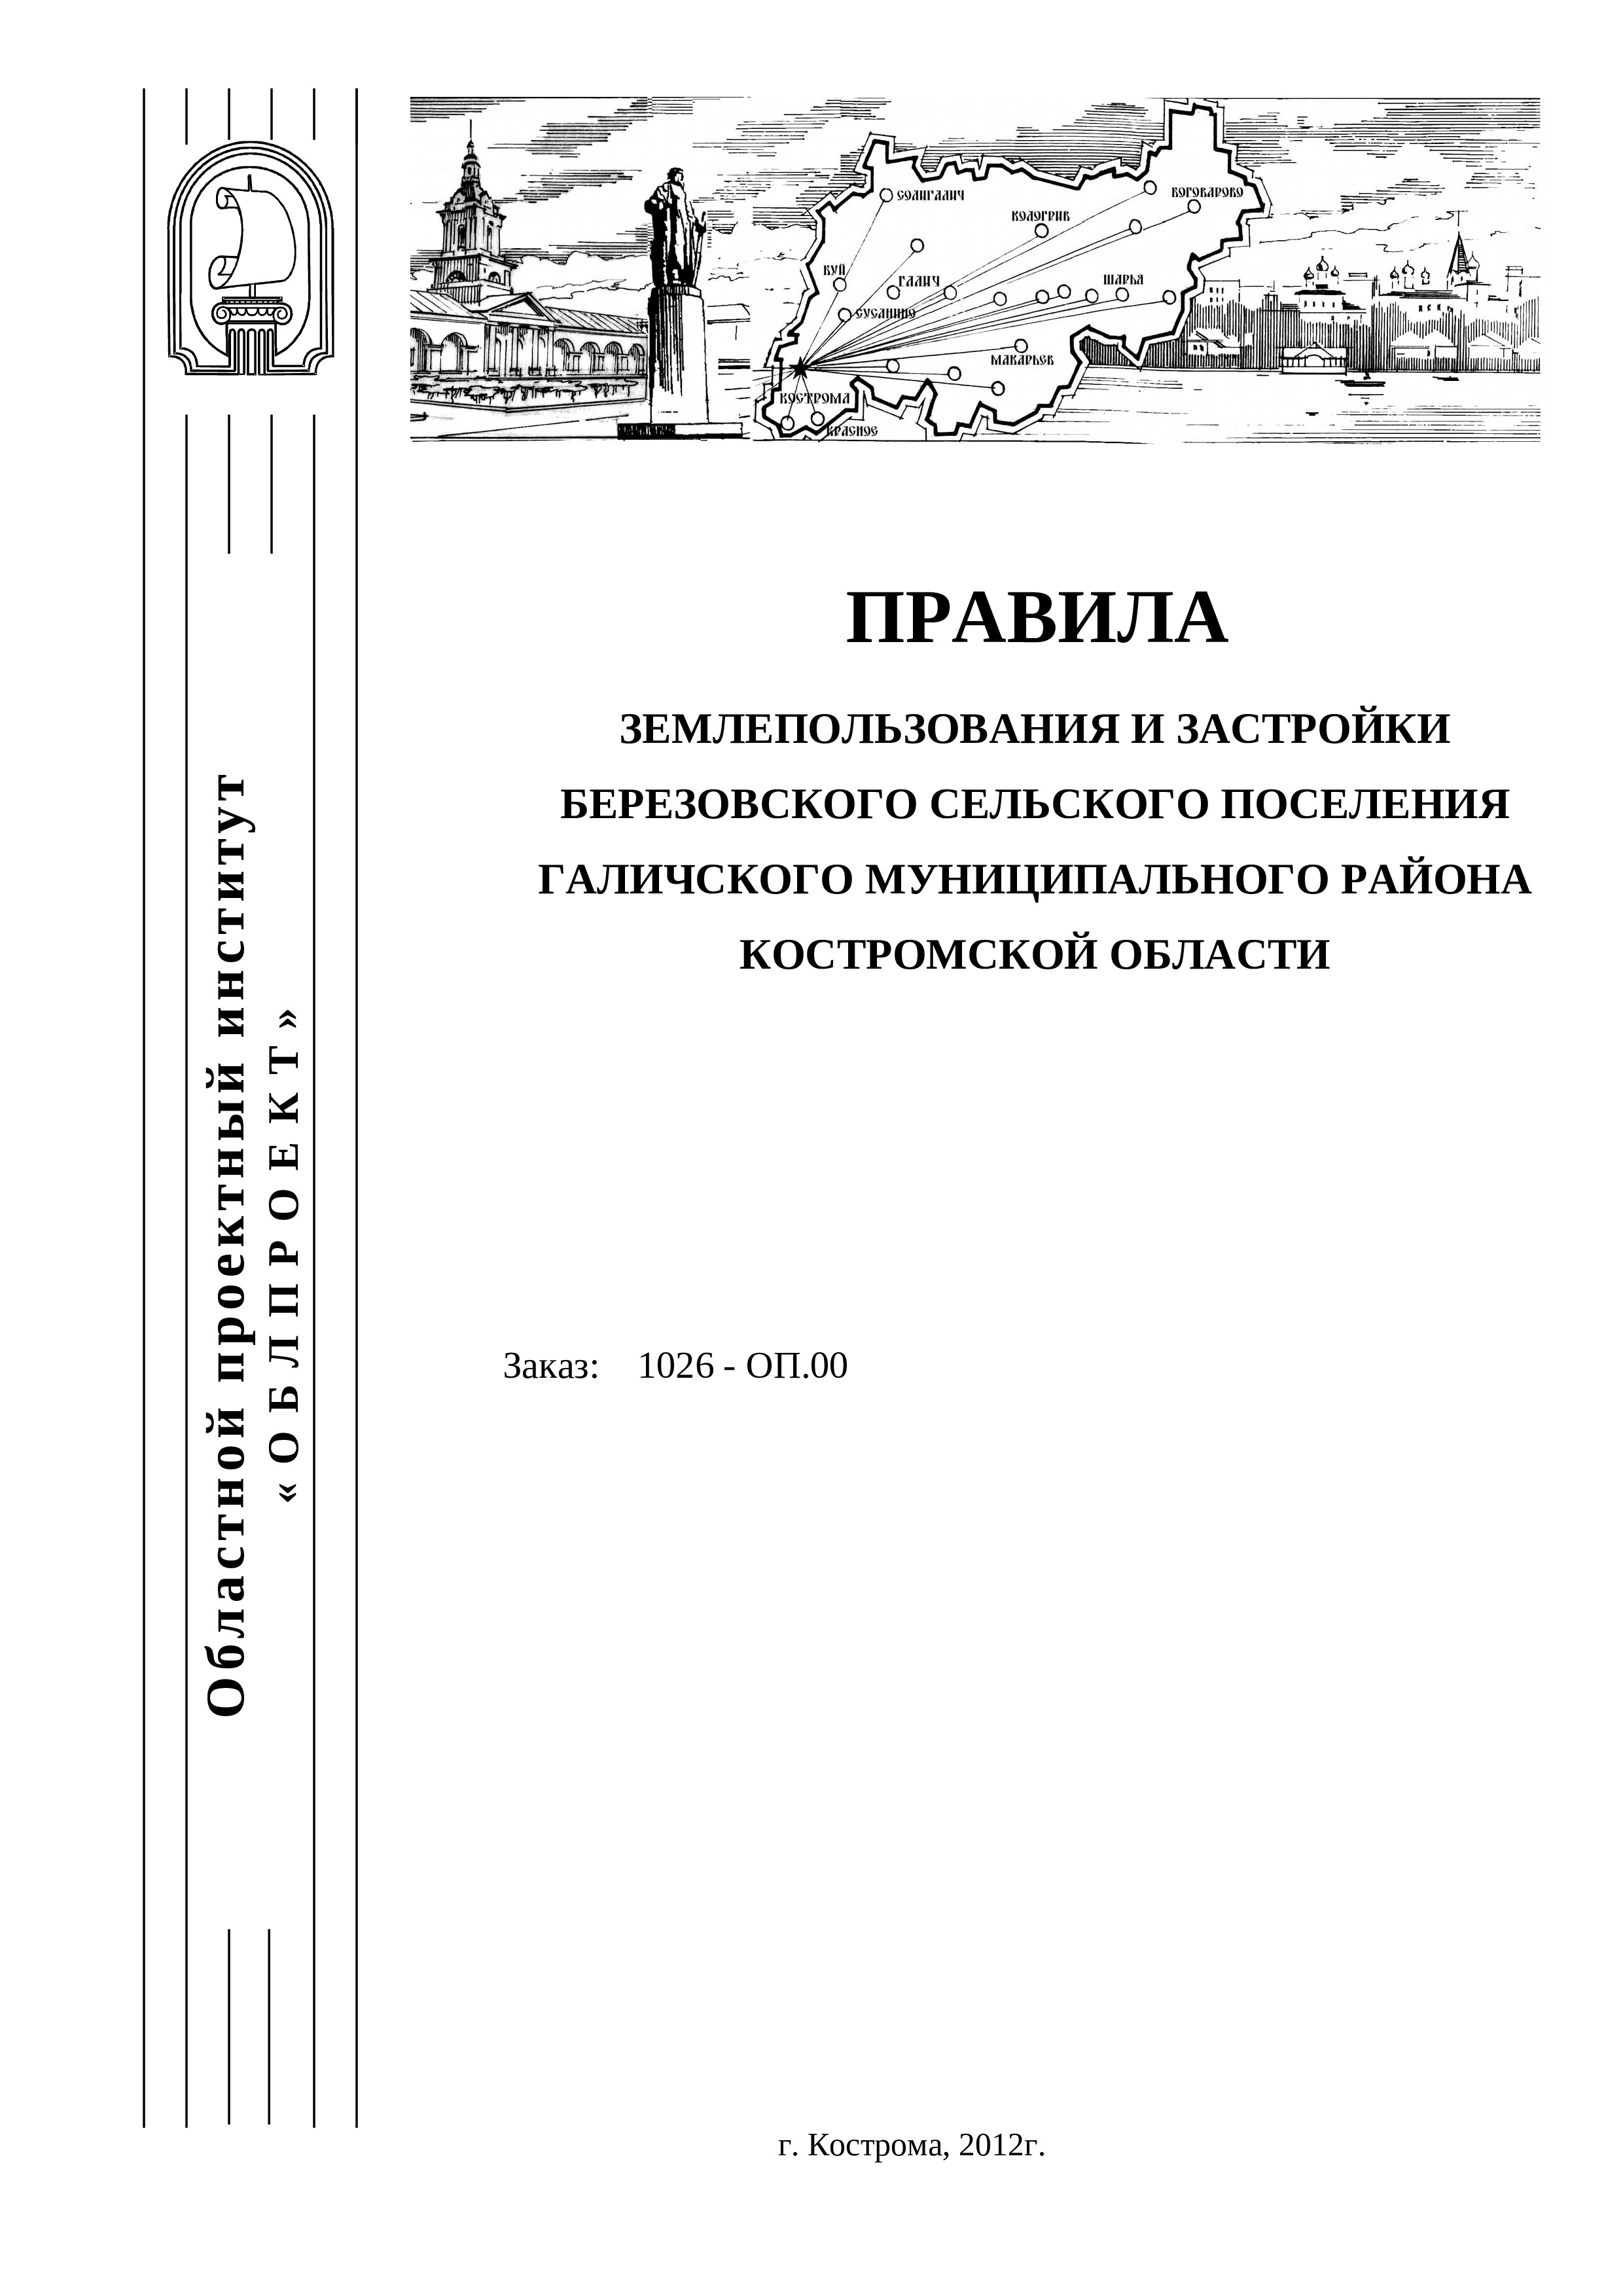 СОЛИГАЛИЧ
БОГОВАРОВО
КОЛОГРИВ
БУЙ
ГАЛИЧ
ШАРЬЯ
СУСАНИНО
МАКАРЬЕВ
КОСТРОМА
КРАСНОЕ
Областной проектный институт
«ОБЛПРОЕКТ»
ПРАВИЛА
ЗЕМЛЕПОЛЬЗОВАНИЯ И ЗАСТРОЙКИ
БЕРЕЗОВСКОГО СЕЛЬСКОГО ПОСЕЛЕНИЯ
ГАЛИЧСКОГО МУНИЦИПАЛЬНОГО РАЙОНА
КОСТРОМСКОЙ ОБЛАСТИ
Заказ: 1026 - ОП.00
г. Кострома, 2012г.